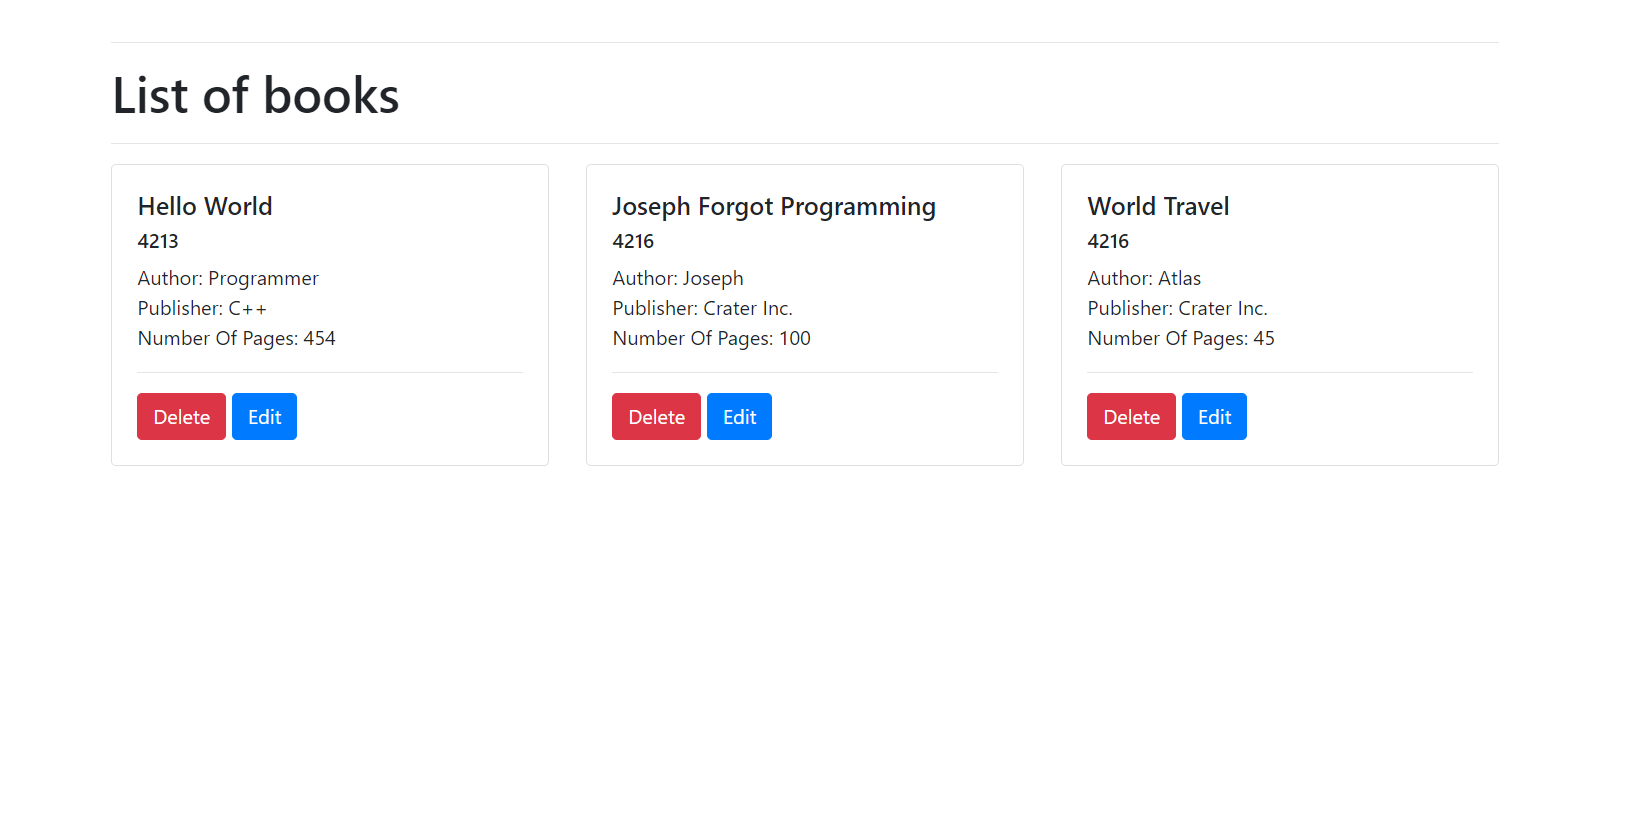 List of books
Hello World
4213
Author: Programmer
Publisher: C++
Number Of Pages: 454
Delete Edit
Joseph Forgot Programming
4216
Author: Joseph
Publisher: Crater Inc.
Number Of Pages: 100
Delete Edit
World Travel
4216
Author: Atlas
Publisher: Crater Inc.
Number Of Pages: 45
Delete Edit